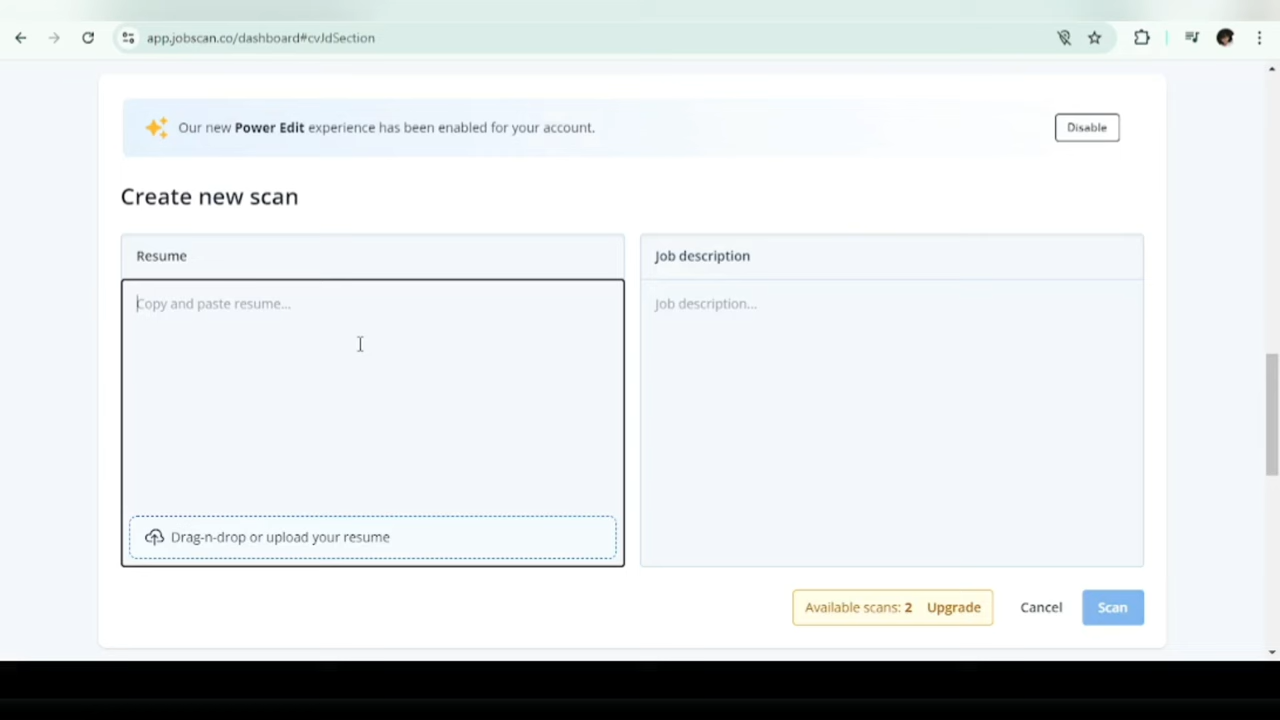 app.jobscan.co/dashboard#cvJdSection
Our new Power Edit experience has been enabled for your account.
Disable
Create new scan
Resume
Job description
Copy and paste resume...
Job description...
Drag-n-drop or upload your resume
Available scans: 2 Upgrade
Cancel
Scan